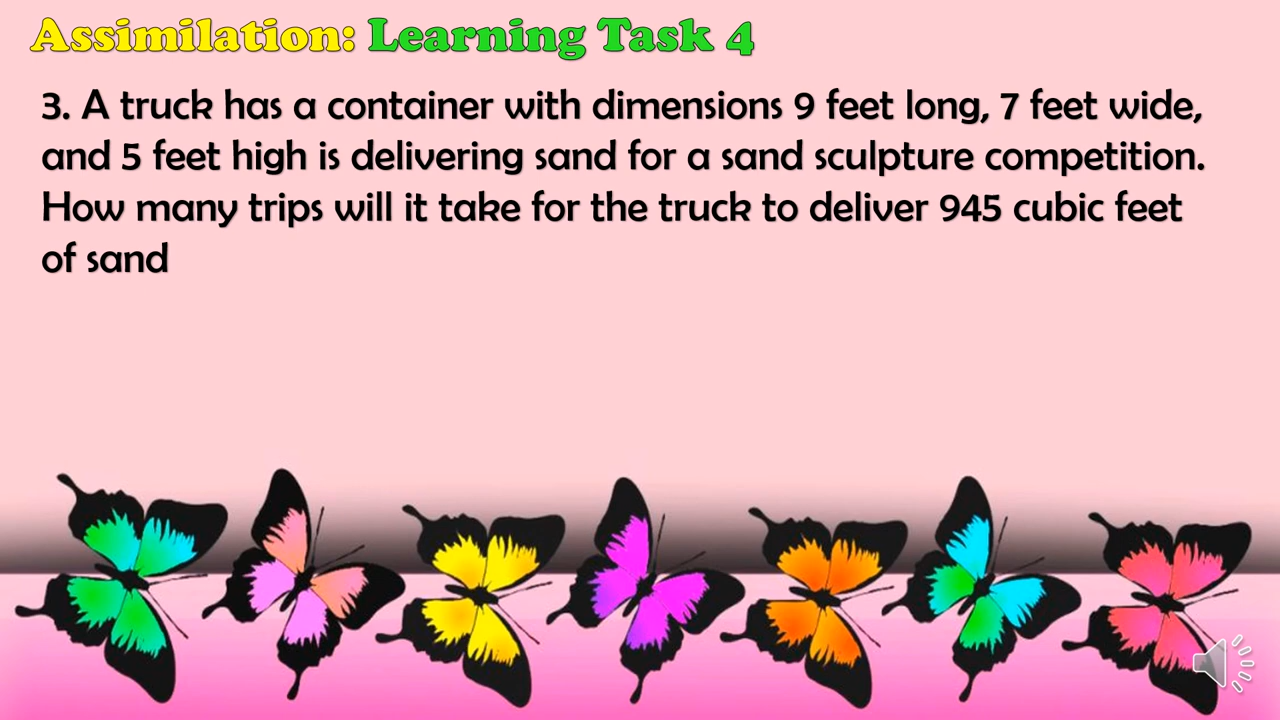 Assimilation: Learning Task 4
3. A truck has a container with dimensions 9 feet long, 7 feet wide,
and 5 feet high is delivering sand for a sand sculpture competition.
How many trips will it take for the truck to deliver 945 cubic feet
of sand